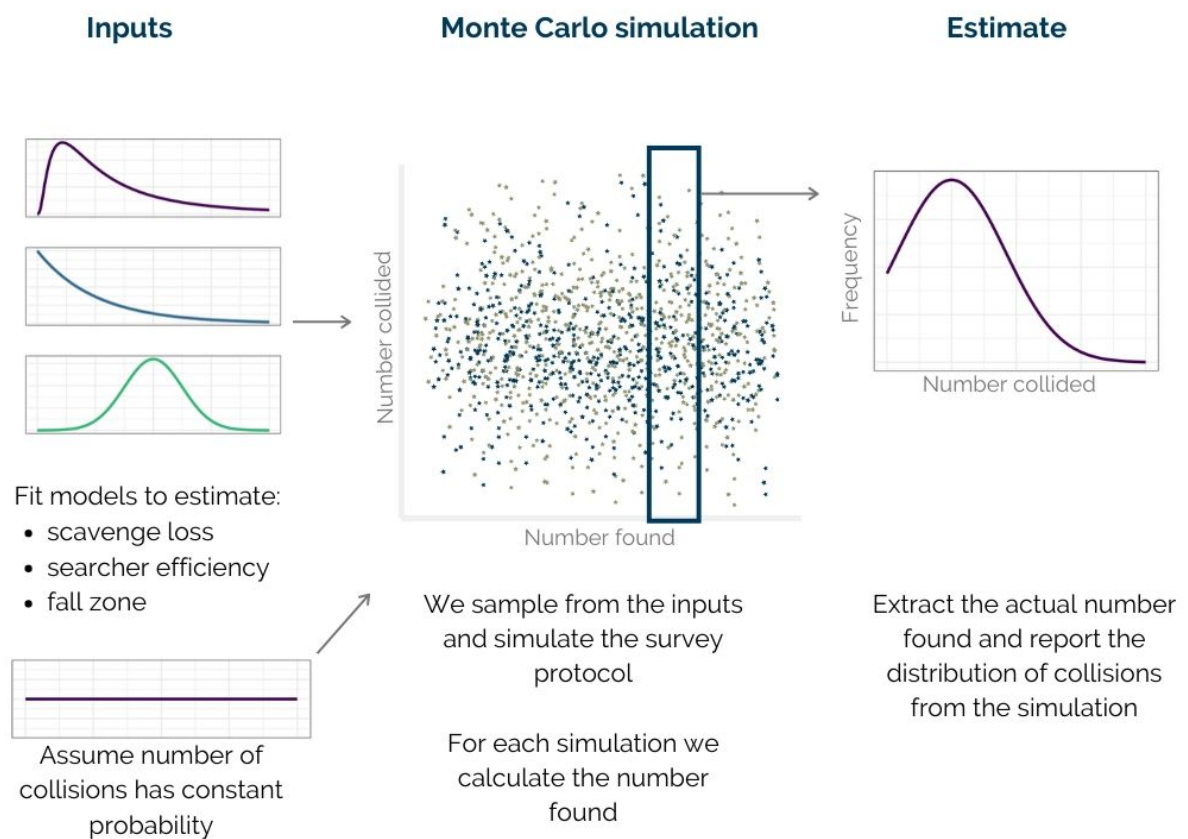 Inputs
Monte Carlo simulation
Estimate
Fit models to estimate:
• scavenge loss
• searcher efficiency
• fall zone
Assume number of
collisions has constant
probability
Number collided
Number found
We sample from the inputs
and simulate the survey
protocol
For each simulation we
calculate the number
found
Frequency
Number collided
Extract the actual number
found and report the
distribution of collisions
from the simulation